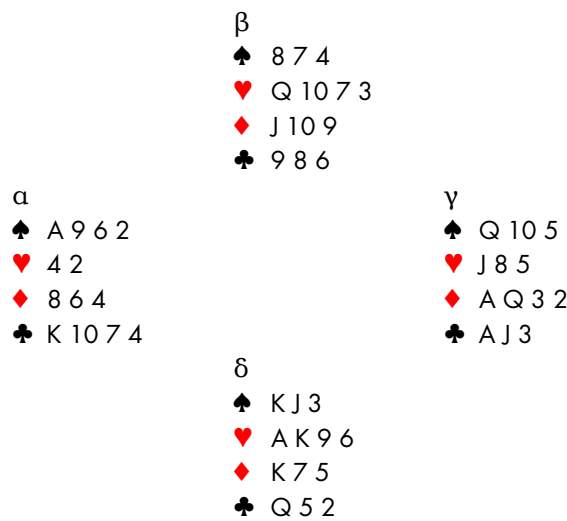 β
♠ 8 7 4
♥ Q 10 7 3
♦ J 10 9
♣ 9 8 6
α
♠ A 9 6 2
♥ 4 2
♦ 8 6 4
♣ K 10 7 4
γ
♠ Q 10 5
♥ J 8 5
♦ A Q 3 2
♣ A J 3
δ
♠ K J 3
♥ A K 9 6
♦ K 7 5
♣ Q 5 2